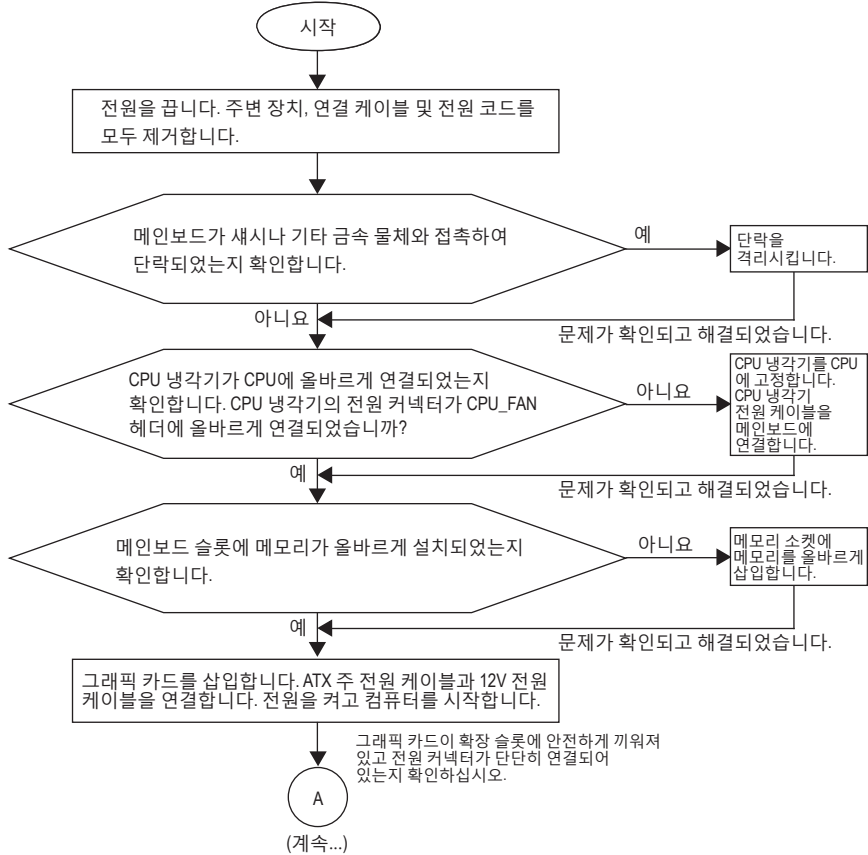 시작
전원을 끕니다. 주변 장치, 연결 케이블 및 전원 코드를
모두 제거합니다.
메인보드가 섀시나 기타 금속 물체와 접촉하여
단락되었는지 확인합니다.
예
단락을
격리시킵니다.
아니요
문제가 확인되고 해결되었습니다.
CPU 냉각기가 CPU에 올바르게 연결되었는지
확인합니다. CPU 냉각기의 전원 커넥터가 CPU_FAN
헤더에 올바르게 연결되었습니까?
아니요
CPU 냉각기를 CPU
에 고정합니다.
CPU 냉각기
전원 케이블을
메인보드에
연결합니다.
예
문제가 확인되고 해결되었습니다.
메인보드 슬롯에 메모리가 올바르게 설치되었는지
확인합니다.
아니요
메모리 소켓에
메모리를 올바르게
삽입합니다.
예
문제가 확인되고 해결되었습니다.
그래픽 카드를 삽입합니다. ATX 주 전원 케이블과 12V 전원
케이블을 연결합니다. 전원을 켜고 컴퓨터를 시작합니다.
그래픽 카드이 확장 슬롯에 안전하게 끼워져
있고 전원 커넥터가 단단히 연결되어
있는지 확인하십시오.
A
(계속...)